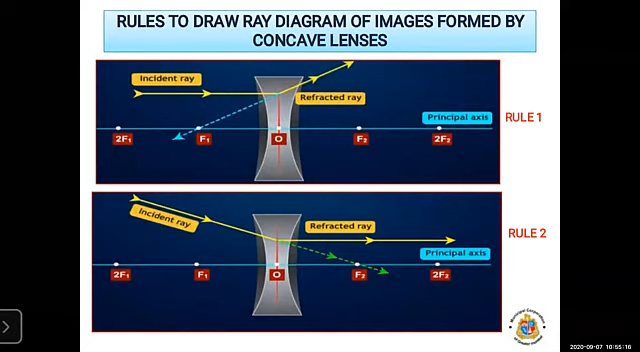 RULES TO DRAW RAY DIAGRAM OF IMAGES FORMED BY
CONCAVE LENSES
Incident ray
Refracted ray
Principal axis
RULE 1
2F₁ F₁ O F₂ 2F₂
Incident ray
Refracted ray
RULE 2
Principal axis
2F₁ F₁ O F₂ 2F₂
Municipal Corporation
2020-09-07 10:55:16